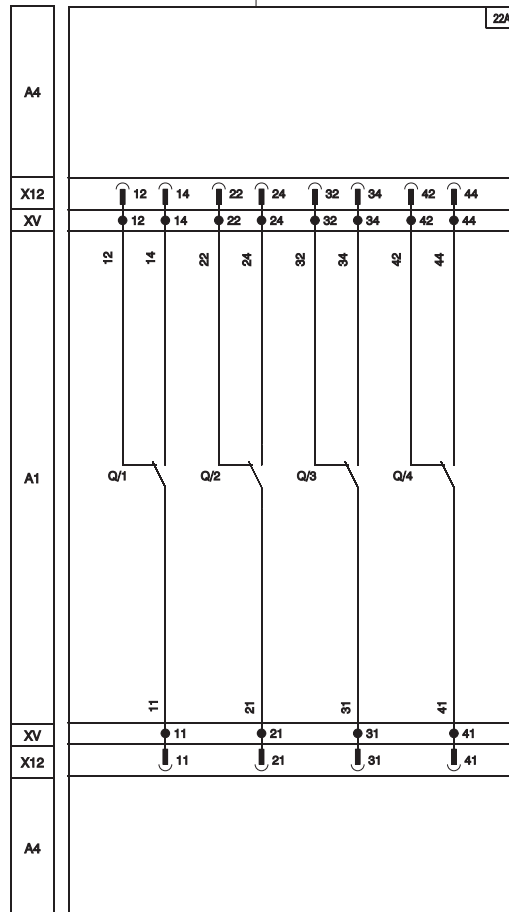 22A
A4
X12 12 14 22 24 32 34 42 44
XV 12 14 22 24 32 34 42 44
12 14 22 24 32 34 42 44
A1 Q/1 Q/2 Q/3 Q/4
11 21 31 41
XV 11 21 31 41
X12 11 21 31 41
A4